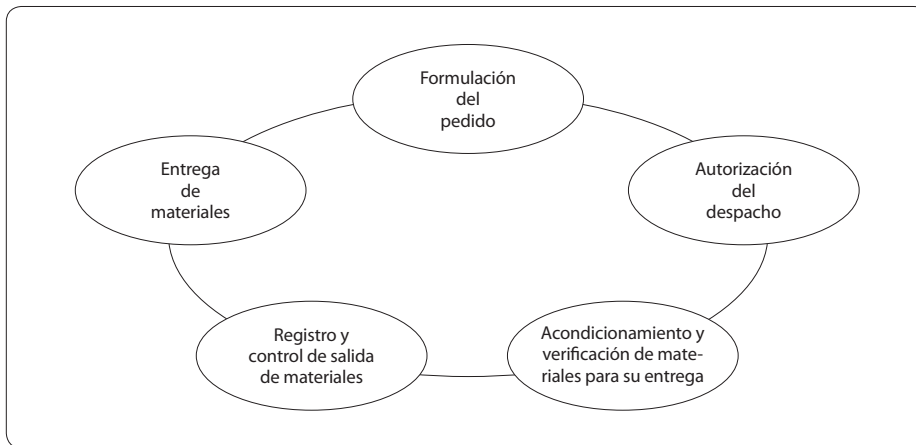 Formulación
del
pedido
Entrega
de
materiales
Autorización
del
despacho
Registro y
control de salida
de materiales
Acondicionamiento y
verificación de mate-
riales para su entrega